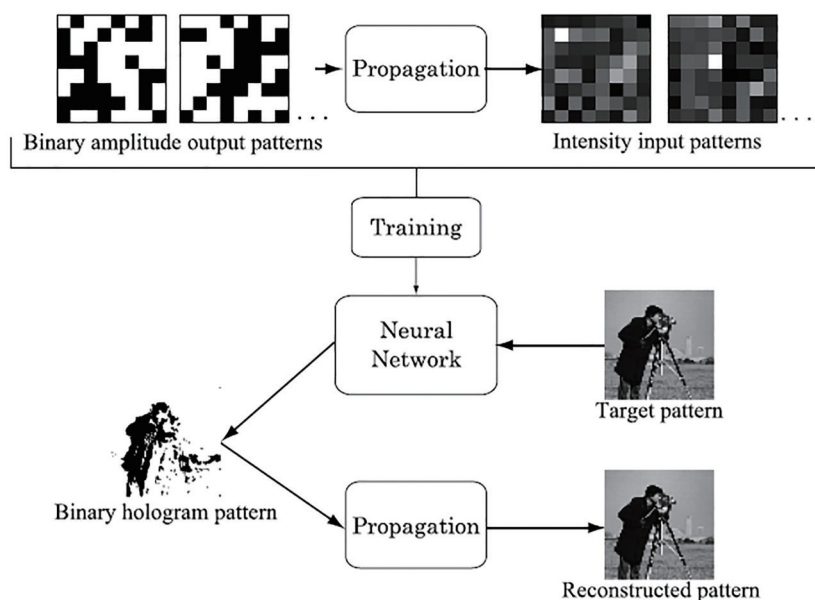 Propagation
Binary amplitude output patterns
. . .
Intensity input patterns
. . . .
Training
Neural
Network
Target pattern
Binary hologram pattern
Propagation
Reconstructed pattern